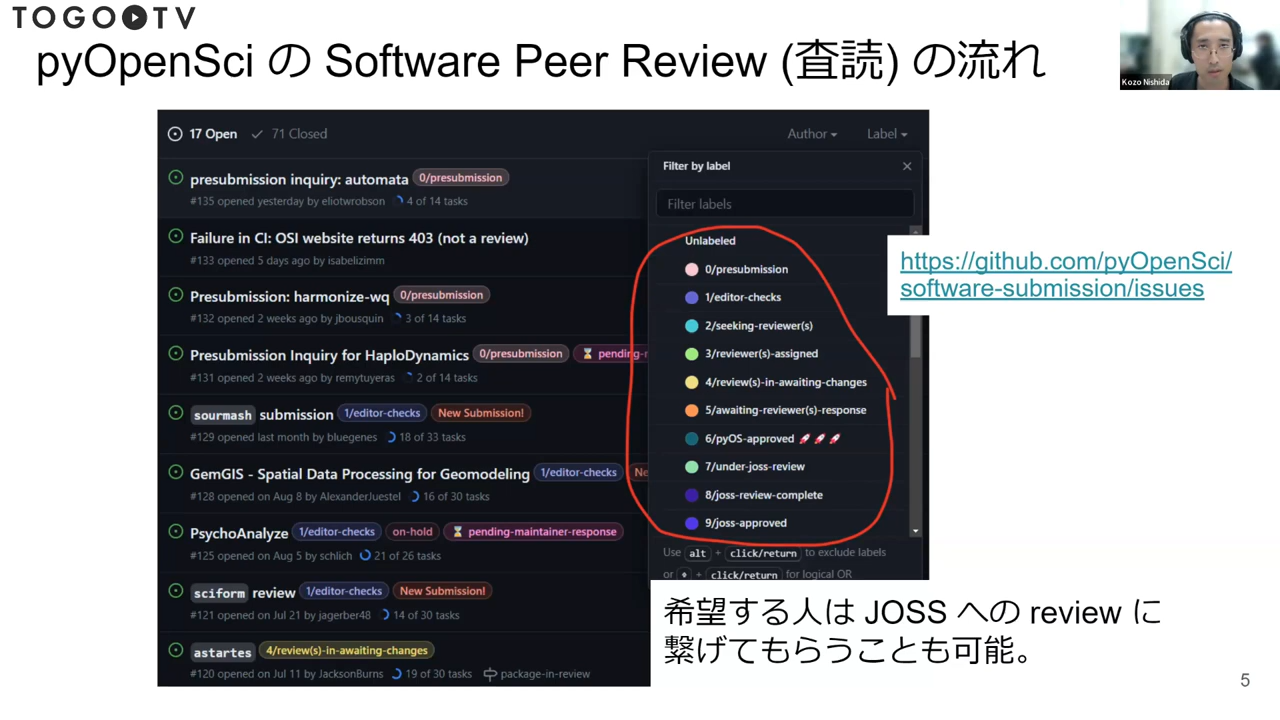 TOGO TV
pyOpenSci の Software Peer Review (査読) の流れ
Kozo Nishida
17 Open 71 Closed Author Label
presubmission inquiry: automata 0/presubmission
#135 opened yesterday by eliotwrobson 4 of 14 tasks
Failure in CI: OSI website returns 403 (not a review)
#133 opened 5 days ago by isabelizimm
Presubmission: harmonize-wq 0/presubmission
#132 opened 2 weeks ago by jbousquin 3 of 14 tasks
Presubmission Inquiry for HaploDynamics 0/presubmission ⌛ pending-
#131 opened 2 weeks ago by remytuyeras 2 of 14 tasks
sourmash submission 1/editor-checks New Submission!
#129 opened last month by bluegenes 18 of 33 tasks
GemGIS - Spatial Data Processing for Geomodeling 1/editor-checks Ne
#128 opened on Aug 8 by AlexanderJuestel 16 of 30 tasks
PsychoAnalyze 1/editor-checks on-hold ⌛ pending-maintainer-response
#125 opened on Aug 5 by schlich 21 of 26 tasks
sciform review 1/editor-checks New Submission!
#121 opened on Jul 21 by jagerber48 14 of 30 tasks
astartes 4/review(s)-in-awaiting-changes
#120 opened on Jul 11 by JacksonBurns 19 of 30 tasks package-in-review
Filter by label
Filter labels
Unlabeled
0/presubmission
1/editor-checks
2/seeking-reviewer(s)
3/reviewer(s)-assigned
4/review(s)-in-awaiting-changes
5/awaiting-reviewer(s)-response
6/pyOS-approved 🚀🚀🚀
7/under-joss-review
8/joss-review-complete
9/joss-approved
Use alt + click/return to exclude labels
or ⇧ + click/return for logical OR
https://github.com/pyOpenSci/
software-submission/issues
希望する人は JOSS への review に
繋げてもらうことも可能。
5